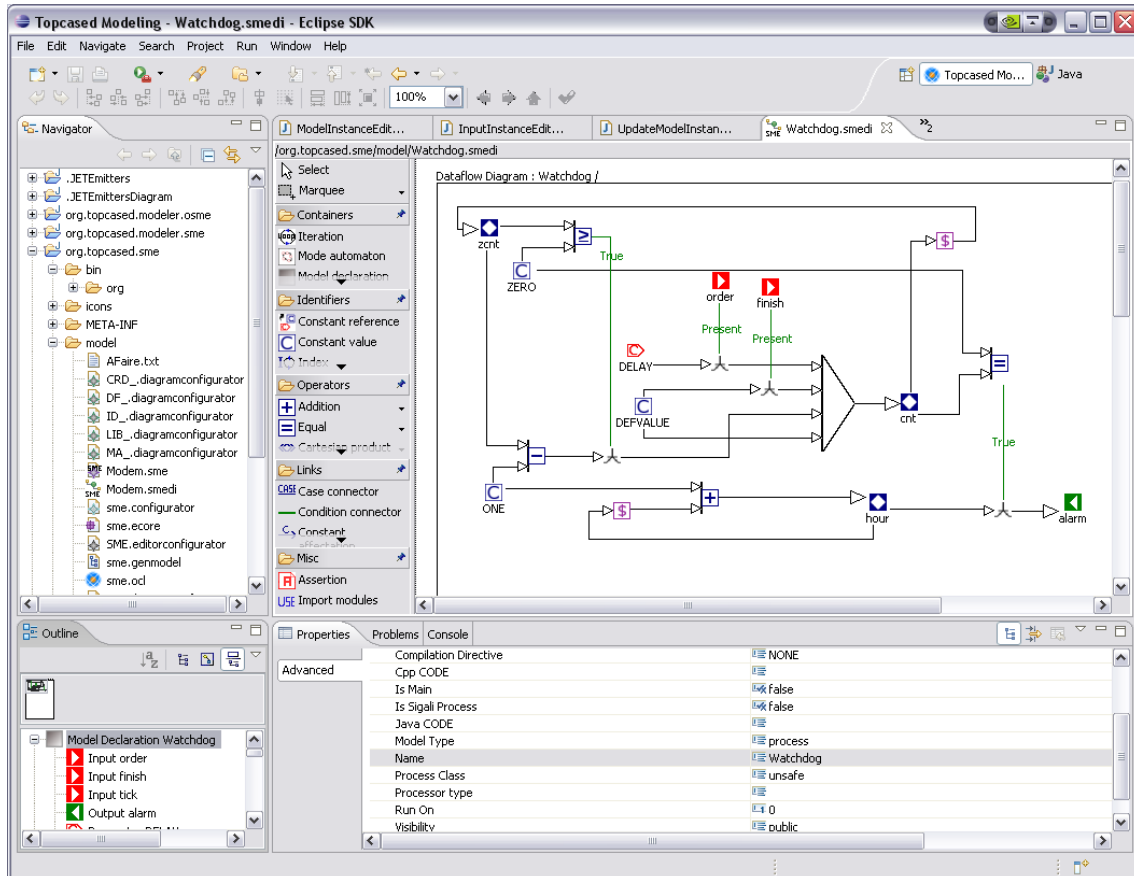 Topcased Modeling - Watchdog.smedi - Eclipse SDK
File Edit Navigate Search Project Run Window Help
100%
Topcased Mo...
Java
Navigator
.JETEmitters
.JETEmittersDiagram
org.topcased.modeler.osme
org.topcased.modeler.sme
org.topcased.sme
bin
org
icons
META-INF
model
AFaire.txt
CRD_.diagramconfigurator
DF_.diagramconfigurator
ID_.diagramconfigurator
LIB_.diagramconfigurator
MA_.diagramconfigurator
Modem.sme
Modem.smedi
sme.configurator
sme.ecore
SME.editorconfigurator
sme.genmodel
sme.ocl
ModelInstanceEdit...
InputInstanceEdit...
UpdateModelInstan...
Watchdog.smedi
»2
/org.topcased.sme/model/Watchdog.smedi
Select
Marquee
Containers
Iteration
Mode automaton
Model declaration
Identifiers
Constant reference
Constant value
Index
Operators
Addition
Equal
Cartesian product
Links
CASE Case connector
Condition connector
Constant
affectation
Misc
Assertion
USE Import modules
Dataflow Diagram : Watchdog /
zcnt
≥
True
$
C
ZERO
order
finish
Present
Present
DELAY
=
C
DEFVALUE
cnt
True
−
C
ONE
+
$
hour
alarm
Outline
Model Declaration Watchdog
Input order
Input finish
Input tick
Output alarm
Properties
Problems
Console
Advanced
Compilation Directive NONE
Cpp CODE
Is Main false
Is Sigali Process false
Java CODE
Model Type process
Name Watchdog
Process Class unsafe
Processor type
Run On 0
Visibility public